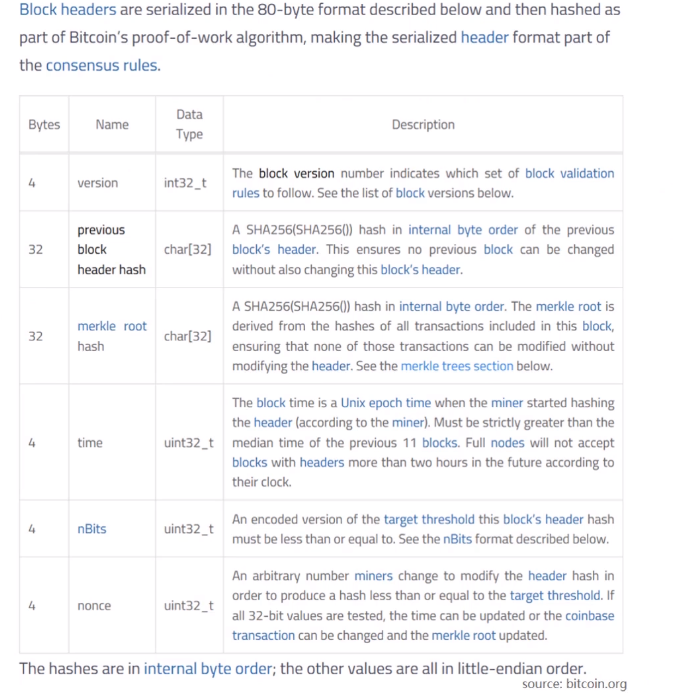 Block headers are serialized in the 80-byte format described below and then hashed as
part of Bitcoin’s proof-of-work algorithm, making the serialized header format part of
the consensus rules.
Bytes
Name
Data
Type
Description
4
version
int32_t
The block version number indicates which set of block validation
rules to follow. See the list of block versions below.
32
previous
block
header hash
char[32]
A SHA256(SHA256()) hash in internal byte order of the previous
block’s header. This ensures no previous block can be changed
without also changing this block’s header.
32
merkle root
hash
char[32]
A SHA256(SHA256()) hash in internal byte order. The merkle root is
derived from the hashes of all transactions included in this block,
ensuring that none of those transactions can be modified without
modifying the header. See the merkle trees section below.
4
time
uint32_t
The block time is a Unix epoch time when the miner started hashing
the header (according to the miner). Must be strictly greater than the
median time of the previous 11 blocks. Full nodes will not accept
blocks with headers more than two hours in the future according to
their clock.
4
nBits
uint32_t
An encoded version of the target threshold this block’s header hash
must be less than or equal to. See the nBits format described below.
4
nonce
uint32_t
An arbitrary number miners change to modify the header hash in
order to produce a hash less than or equal to the target threshold. If
all 32-bit values are tested, the time can be updated or the coinbase
transaction can be changed and the merkle root updated.
The hashes are in internal byte order; the other values are all in little-endian order.
source: bitcoin.org